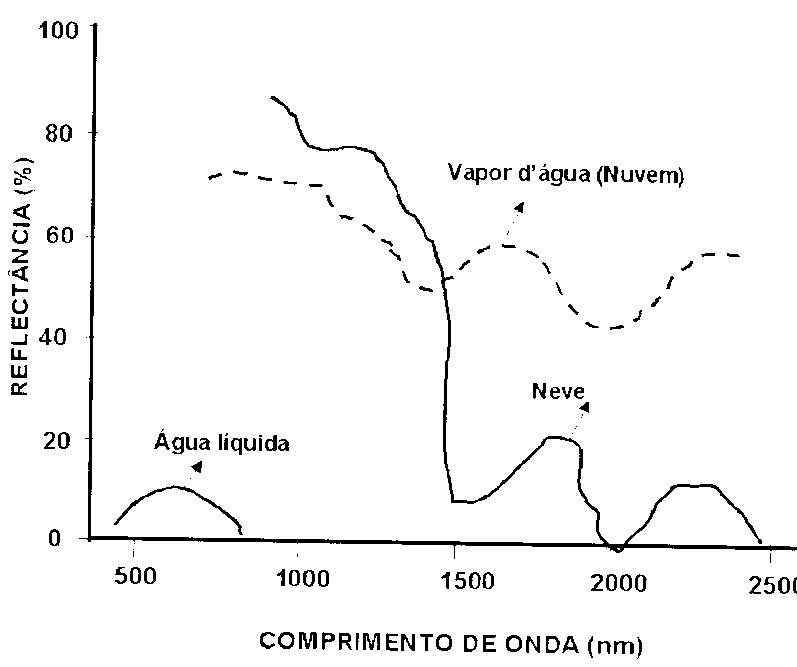 100
80
60
40
20
0
REFLECTÂNCIA (%)
Vapor d'água (Nuvem)
Neve
Água líquida
500
1000
1500
2000
2500
COMPRIMENTO DE ONDA (nm)